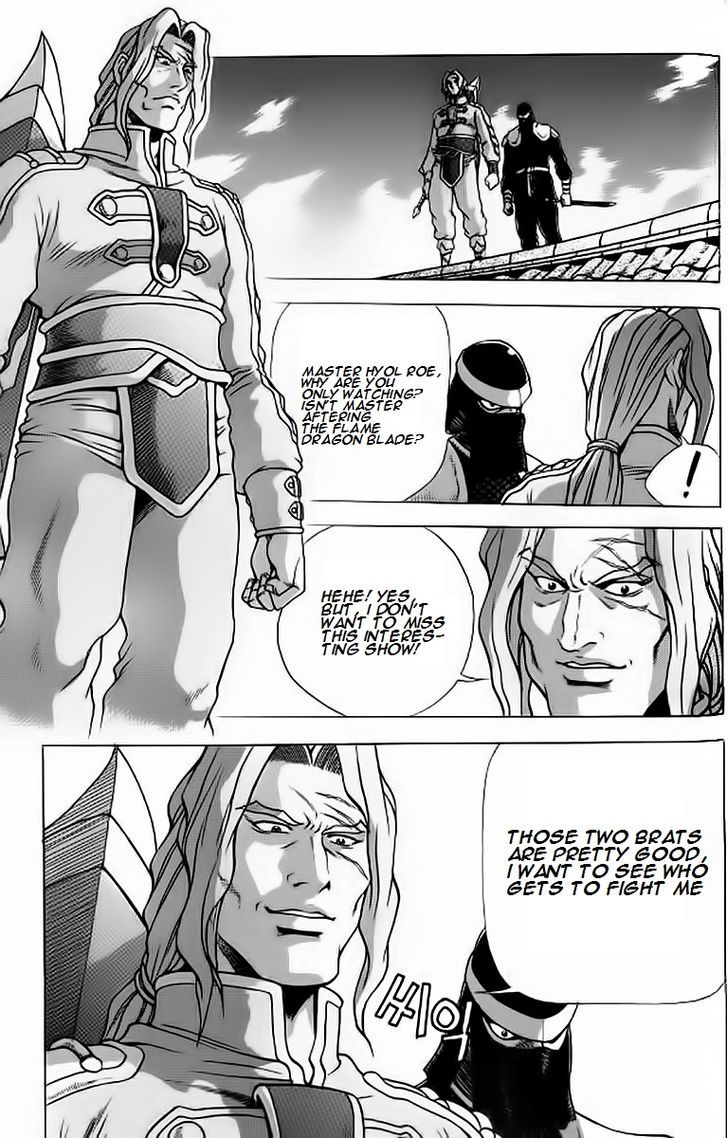 MASTER HYOL ROE,
WHY ARE YOU
ONLY WATCHING?
ISN'T MASTER
AFTERING
THE FLAME
DRAGON BLADE?
!
HEHE! YES,
BUT, I DON'T
WANT TO MISS
THIS INTERES-
TING SHOW!
THOSE TWO BRATS
ARE PRETTY GOOD,
I WANT TO SEE WHO
GETS TO FIGHT ME